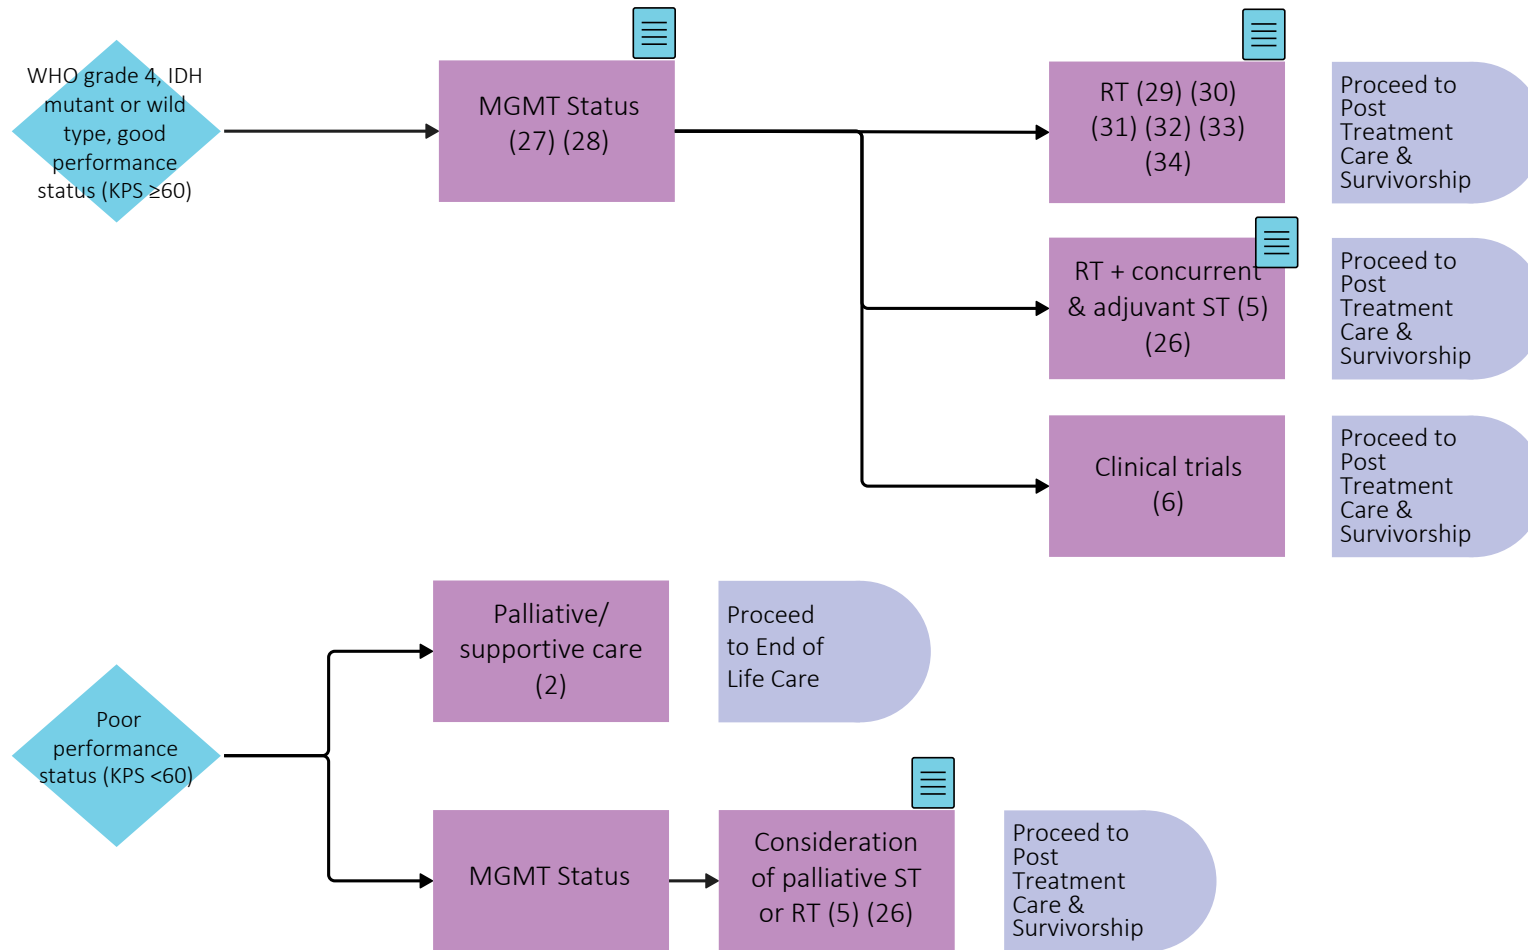 WHO grade 4, IDH
mutant or wild
type, good
performance
status (KPS ≥60)
MGMT Status
(27) (28)
RT (29) (30)
(31) (32) (33)
(34)
Proceed to
Post
Treatment
Care &
Survivorship
RT + concurrent
& adjuvant ST (5)
(26)
Proceed to
Post
Treatment
Care &
Survivorship
Clinical trials
(6)
Proceed to
Post
Treatment
Care &
Survivorship
Poor
performance
status (KPS <60)
Palliative/
supportive care
(2)
Proceed
to End of
Life Care
MGMT Status
Consideration
of palliative ST
or RT (5) (26)
Proceed to
Post
Treatment
Care &
Survivorship